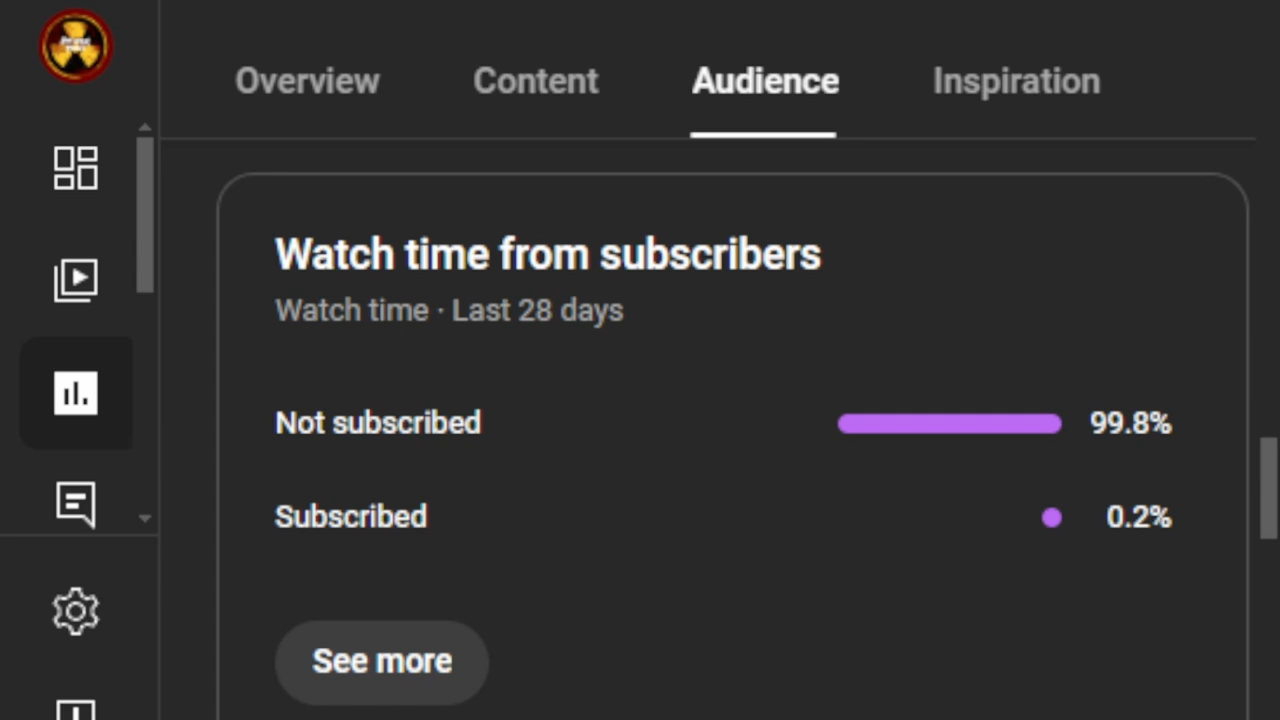 Overview Content Audience Inspiration
Watch time from subscribers
Watch time · Last 28 days
Not subscribed 99.8%
Subscribed 0.2%
See more